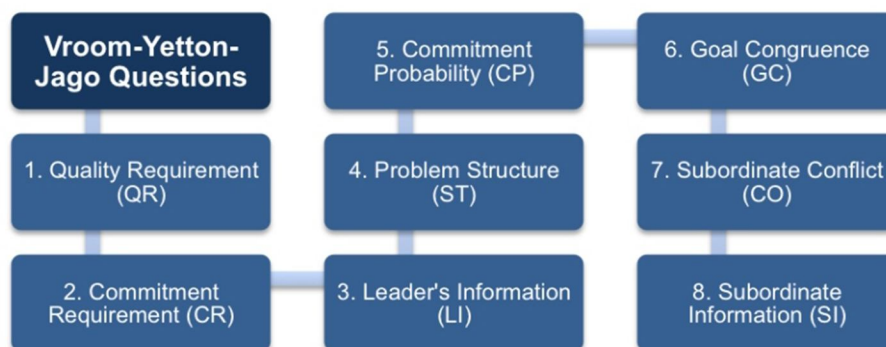 Vroom-Yetton-
Jago Questions
1. Quality Requirement
(QR)
2. Commitment
Requirement (CR)
3. Leader's Information
(LI)
4. Problem Structure
(ST)
5. Commitment
Probability (CP)
6. Goal Congruence
(GC)
7. Subordinate Conflict
(CO)
8. Subordinate
Information (SI)